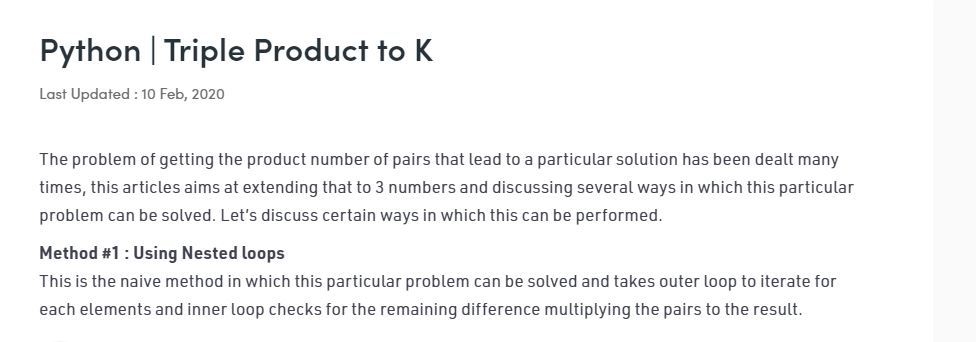 Python | Triple Product to K
Last Updated : 10 Feb, 2020
The problem of getting the product number of pairs that lead to a particular solution has been dealt many
times, this articles aims at extending that to 3 numbers and discussing several ways in which this particular
problem can be solved. Let’s discuss certain ways in which this can be performed.
Method #1 : Using Nested loops
This is the naive method in which this particular problem can be solved and takes outer loop to iterate for
each elements and inner loop checks for the remaining difference multiplying the pairs to the result.